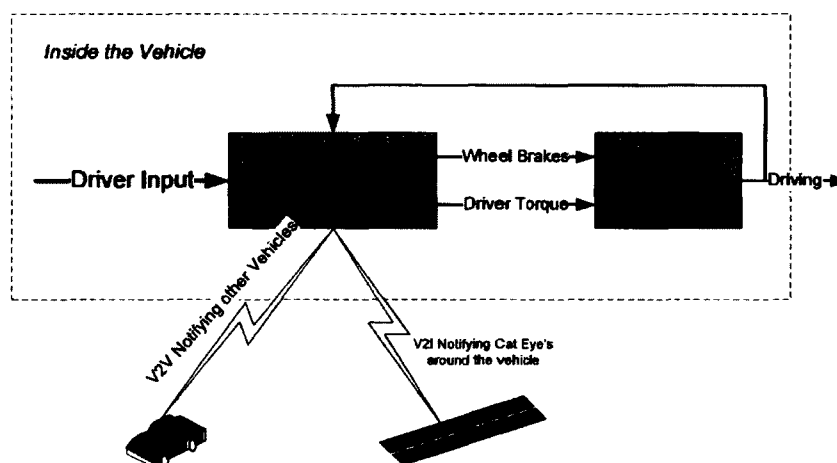 Inside the Vehicle
Driver Input
Wheel Brakes
Driver Torque
Driving
V2V Notifying other Vehicles
V2I Notifying Cat Eye's
around the vehicle